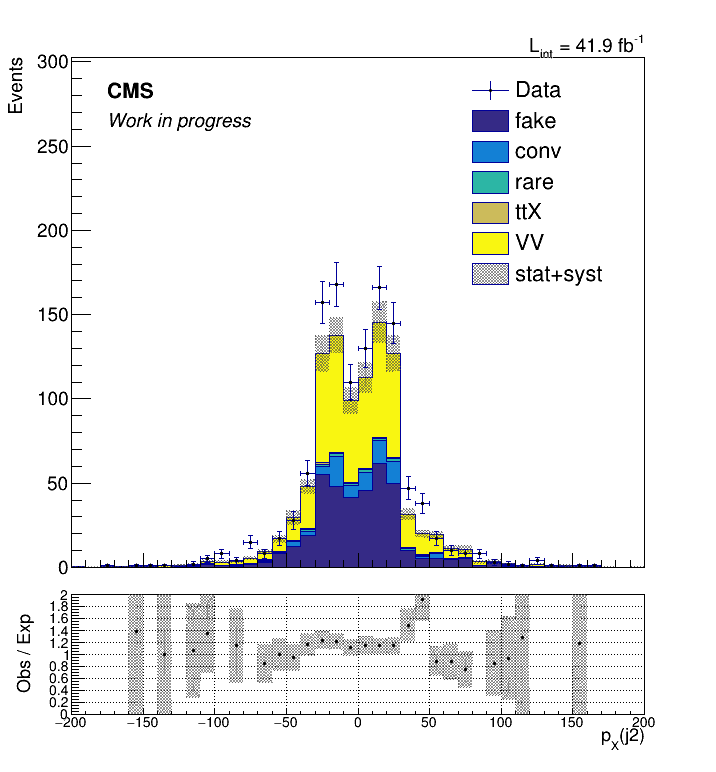 L_int = 41.9 fb^-1
Events
300
250
200
150
100
50
0
CMS
Work in progress
Data
fake
conv
rare
ttX
VV
stat+syst
Obs / Exp
2
1.8
1.6
1.4
1.2
1
0.8
0.6
0.4
0.2
0
−200 −150 −100 −50 0 50 100 150 200
p_X(j2)